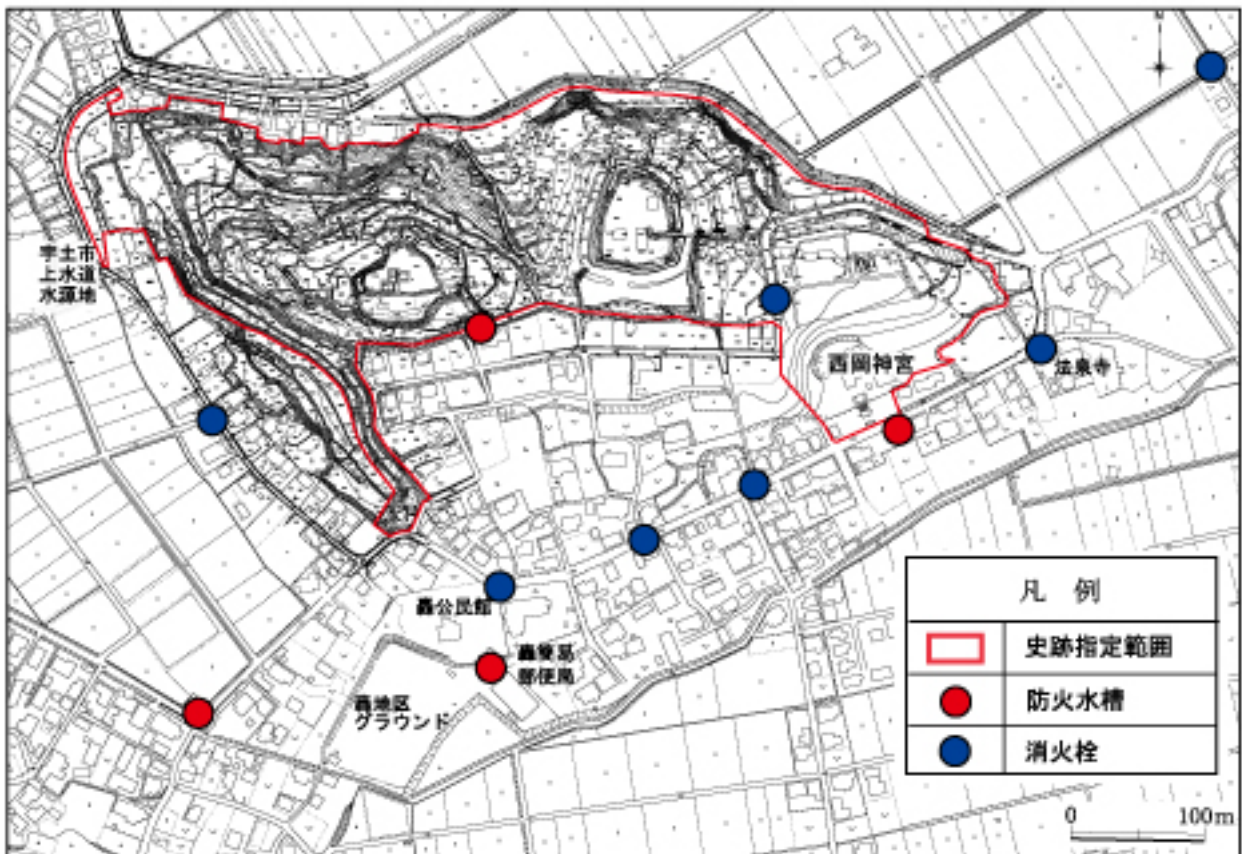 N
宇土市
上水道
水源地
西岡神宮
法泉寺
轟公民館
轟簡易
郵便局
轟地区
グラウンド
凡 例
史跡指定範囲
防火水槽
消火栓
0 100m